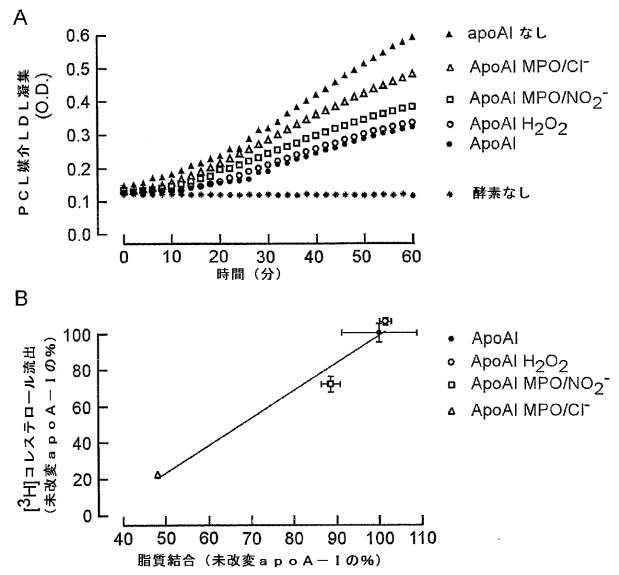 A
PCL媒介LDL凝集
(O.D.)
0.6
0.5
0.4
0.3
0.2
0.1
0.0
0 10 20 30 40 50 60
時間（分）
apoAI なし
ApoAI MPO/Cl⁻
ApoAI MPO/NO₂⁻
ApoAI H₂O₂
ApoAI
酵素なし
B
[³H]コレステロール流出
（未改変apoA－Iの%）
100
80
60
40
20
0
40 50 60 70 80 90 100 110
脂質結合（未改変apoA－Iの%）
ApoAI
ApoAI H₂O₂
ApoAI MPO/NO₂⁻
ApoAI MPO/Cl⁻